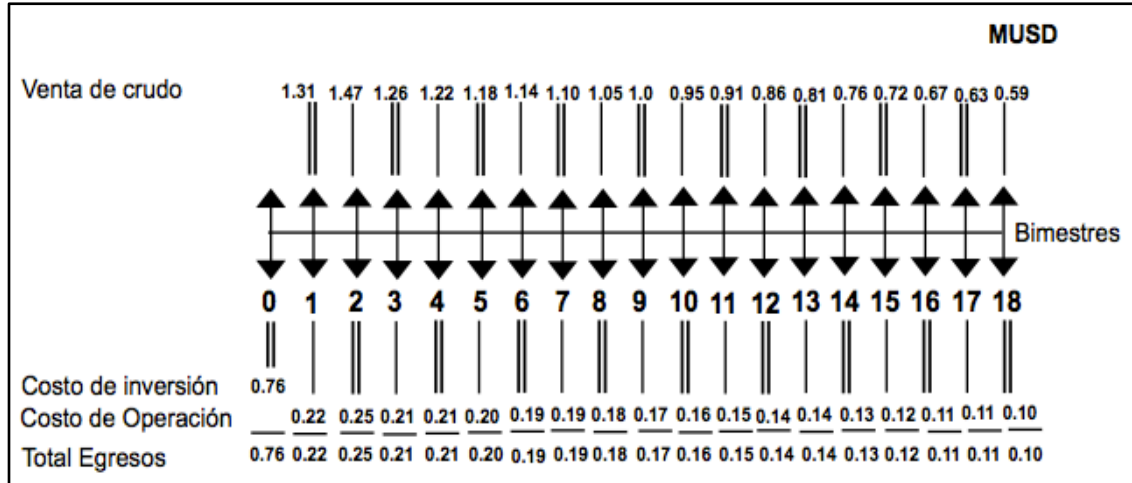 MUSD
Venta de crudo 1.31 1.47 1.26 1.22 1.18 1.14 1.10 1.05 1.0 0.95 0.91 0.86 0.81 0.76 0.72 0.67 0.63 0.59
Bimestres
0 1 2 3 4 5 6 7 8 9 10 11 12 13 14 15 16 17 18
Costo de inversión 0.76
Costo de Operación 0.22 0.25 0.21 0.21 0.20 0.19 0.19 0.18 0.17 0.16 0.15 0.14 0.14 0.13 0.12 0.11 0.11 0.10
Total Egresos 0.76 0.22 0.25 0.21 0.21 0.20 0.19 0.19 0.18 0.17 0.16 0.15 0.14 0.14 0.13 0.12 0.11 0.11 0.10